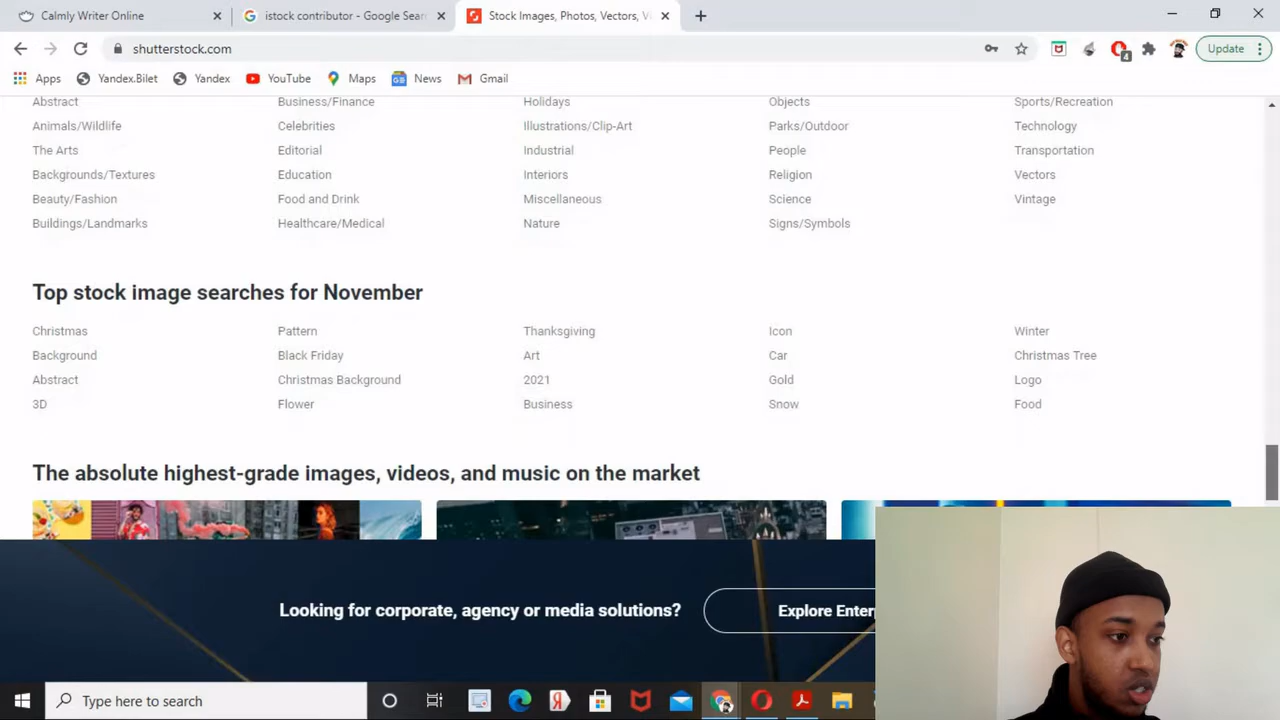 Calmly Writer Online
istock contributor - Google Sear
Stock Images, Photos, Vectors, V
shutterstock.com
4
Update
Apps
Yandex.Bilet
Yandex
YouTube
Maps
News
Gmail
Abstract Business/Finance Holidays Objects Sports/Recreation
Animals/Wildlife Celebrities Illustrations/Clip-Art Parks/Outdoor Technology
The Arts Editorial Industrial People Transportation
Backgrounds/Textures Education Interiors Religion Vectors
Beauty/Fashion Food and Drink Miscellaneous Science Vintage
Buildings/Landmarks Healthcare/Medical Nature Signs/Symbols
Top stock image searches for November
Christmas Pattern Thanksgiving Icon Winter
Background Black Friday Art Car Christmas Tree
Abstract Christmas Background 2021 Gold Logo
3D Flower Business Snow Food
The absolute highest-grade images, videos, and music on the market
Looking for corporate, agency or media solutions?
Explore Enter
Type here to search